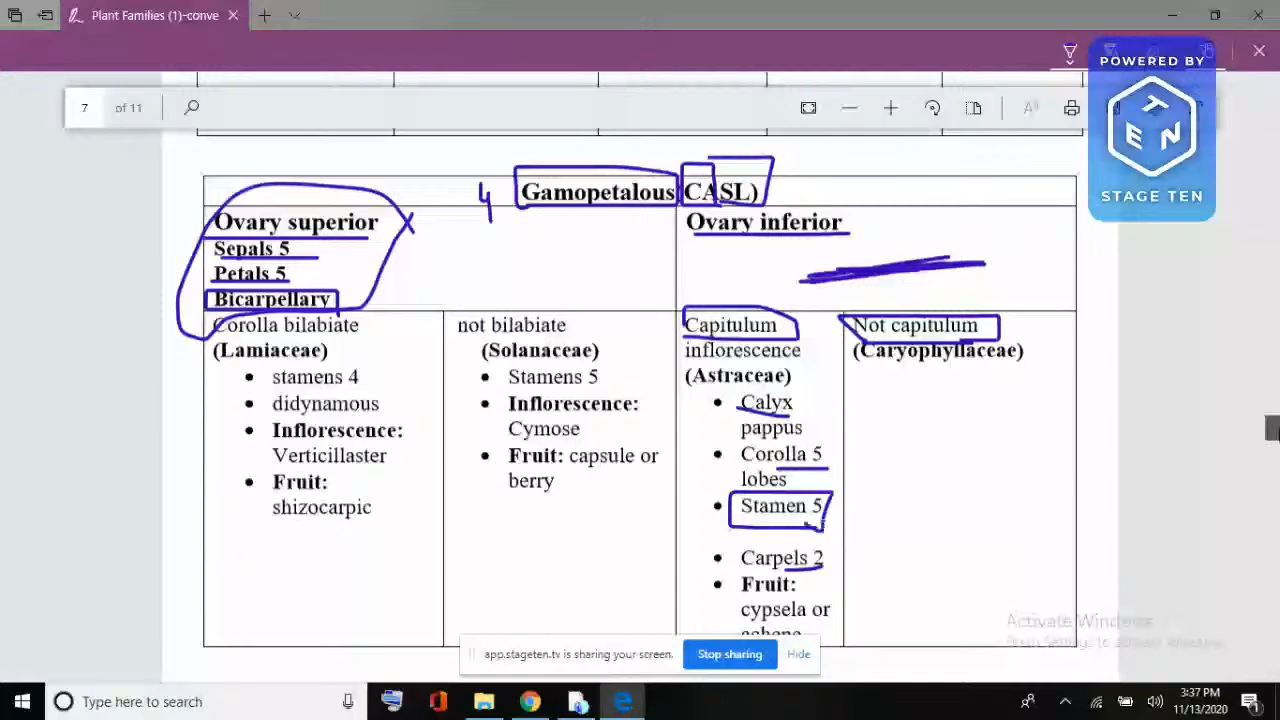 Plant Families (1)-conve
POWERED BY
TEN
STAGE TEN
7 of 11
4 Gamopetalous CASL)
Ovary superior
Sepals 5
Petals 5
Bicarpellary
Ovary inferior
Corolla bilabiate
(Lamiaceae)
stamens 4
didynamous
Inflorescence:
Verticillaster
Fruit:
shizocarpic
not bilabiate
(Solanaceae)
Stamens 5
Inflorescence:
Cymose
Fruit: capsule or
berry
Capitulum
inflorescence
(Astraceae)
Calyx
pappus
Corolla 5
lobes
Stamen 5
Carpels 2
Fruit:
cypsela or
achene
Not capitulum
(Caryophyllaceae)
Activate Windows
app.stageten.tv is sharing your screen.
Stop sharing
Hide
Type here to search
3:37 PM
11/13/2020